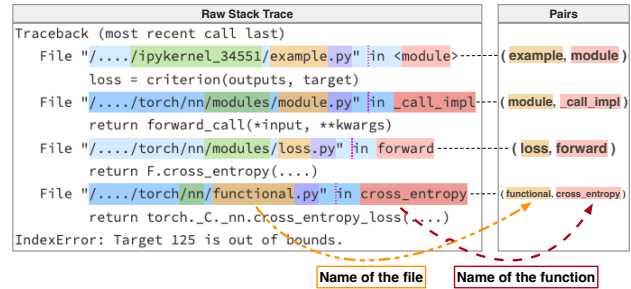 Raw Stack Trace
Pairs
Traceback (most recent call last)
File "/..../ipykernel_34551/example.py" in <module>
(example, module)
loss = criterion(outputs, target)
File "/..../torch/nn/modules/module.py" in _call_impl
(module, _call_impl)
return forward_call(*input, **kwargs)
File "/..../torch/nn/modules/loss.py" in forward
(loss, forward)
return F.cross_entropy(....)
File "/..../torch/nn/functional.py" in cross_entropy
(functional, cross_entropy)
return torch._C._nn.cross_entropy_loss(....)
IndexError: Target 125 is out of bounds.
Name of the file
Name of the function